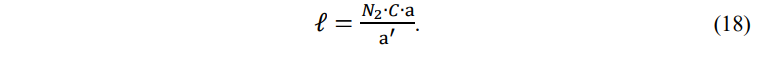 ℓ = N₂·C·a / a′. (18)